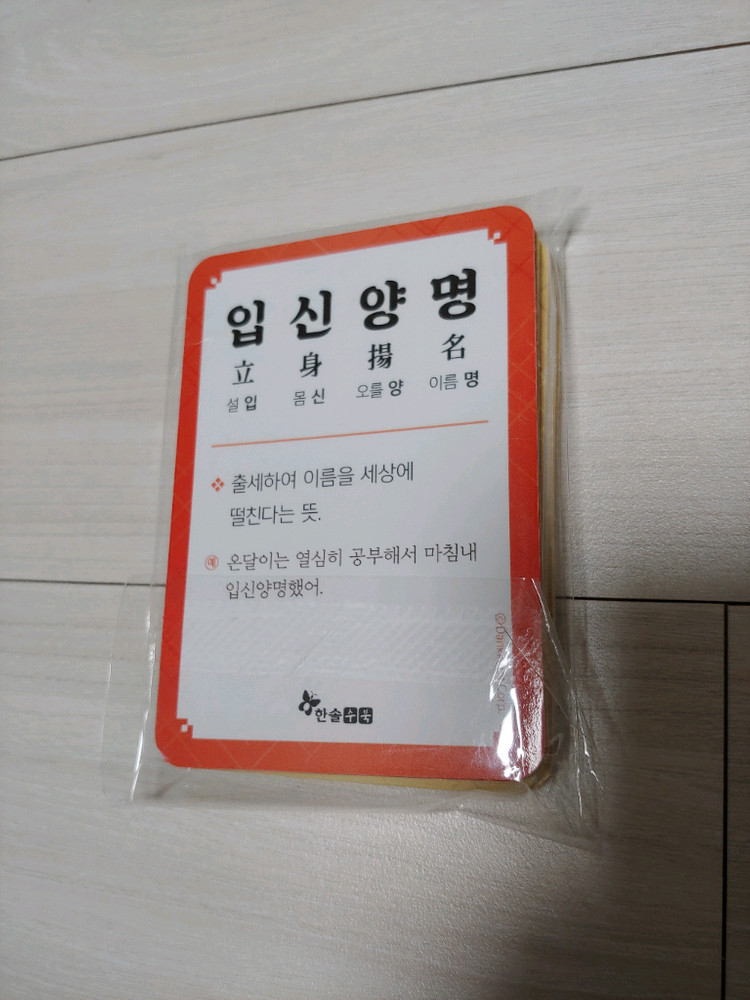 입신양명
立身揚名
설 입 몸 신 오를 양 이름 명
출세하여 이름을 세상에
떨친다는 뜻.
예 온달이는 열심히 공부해서 마침내
입신양명했어.
한솔수북